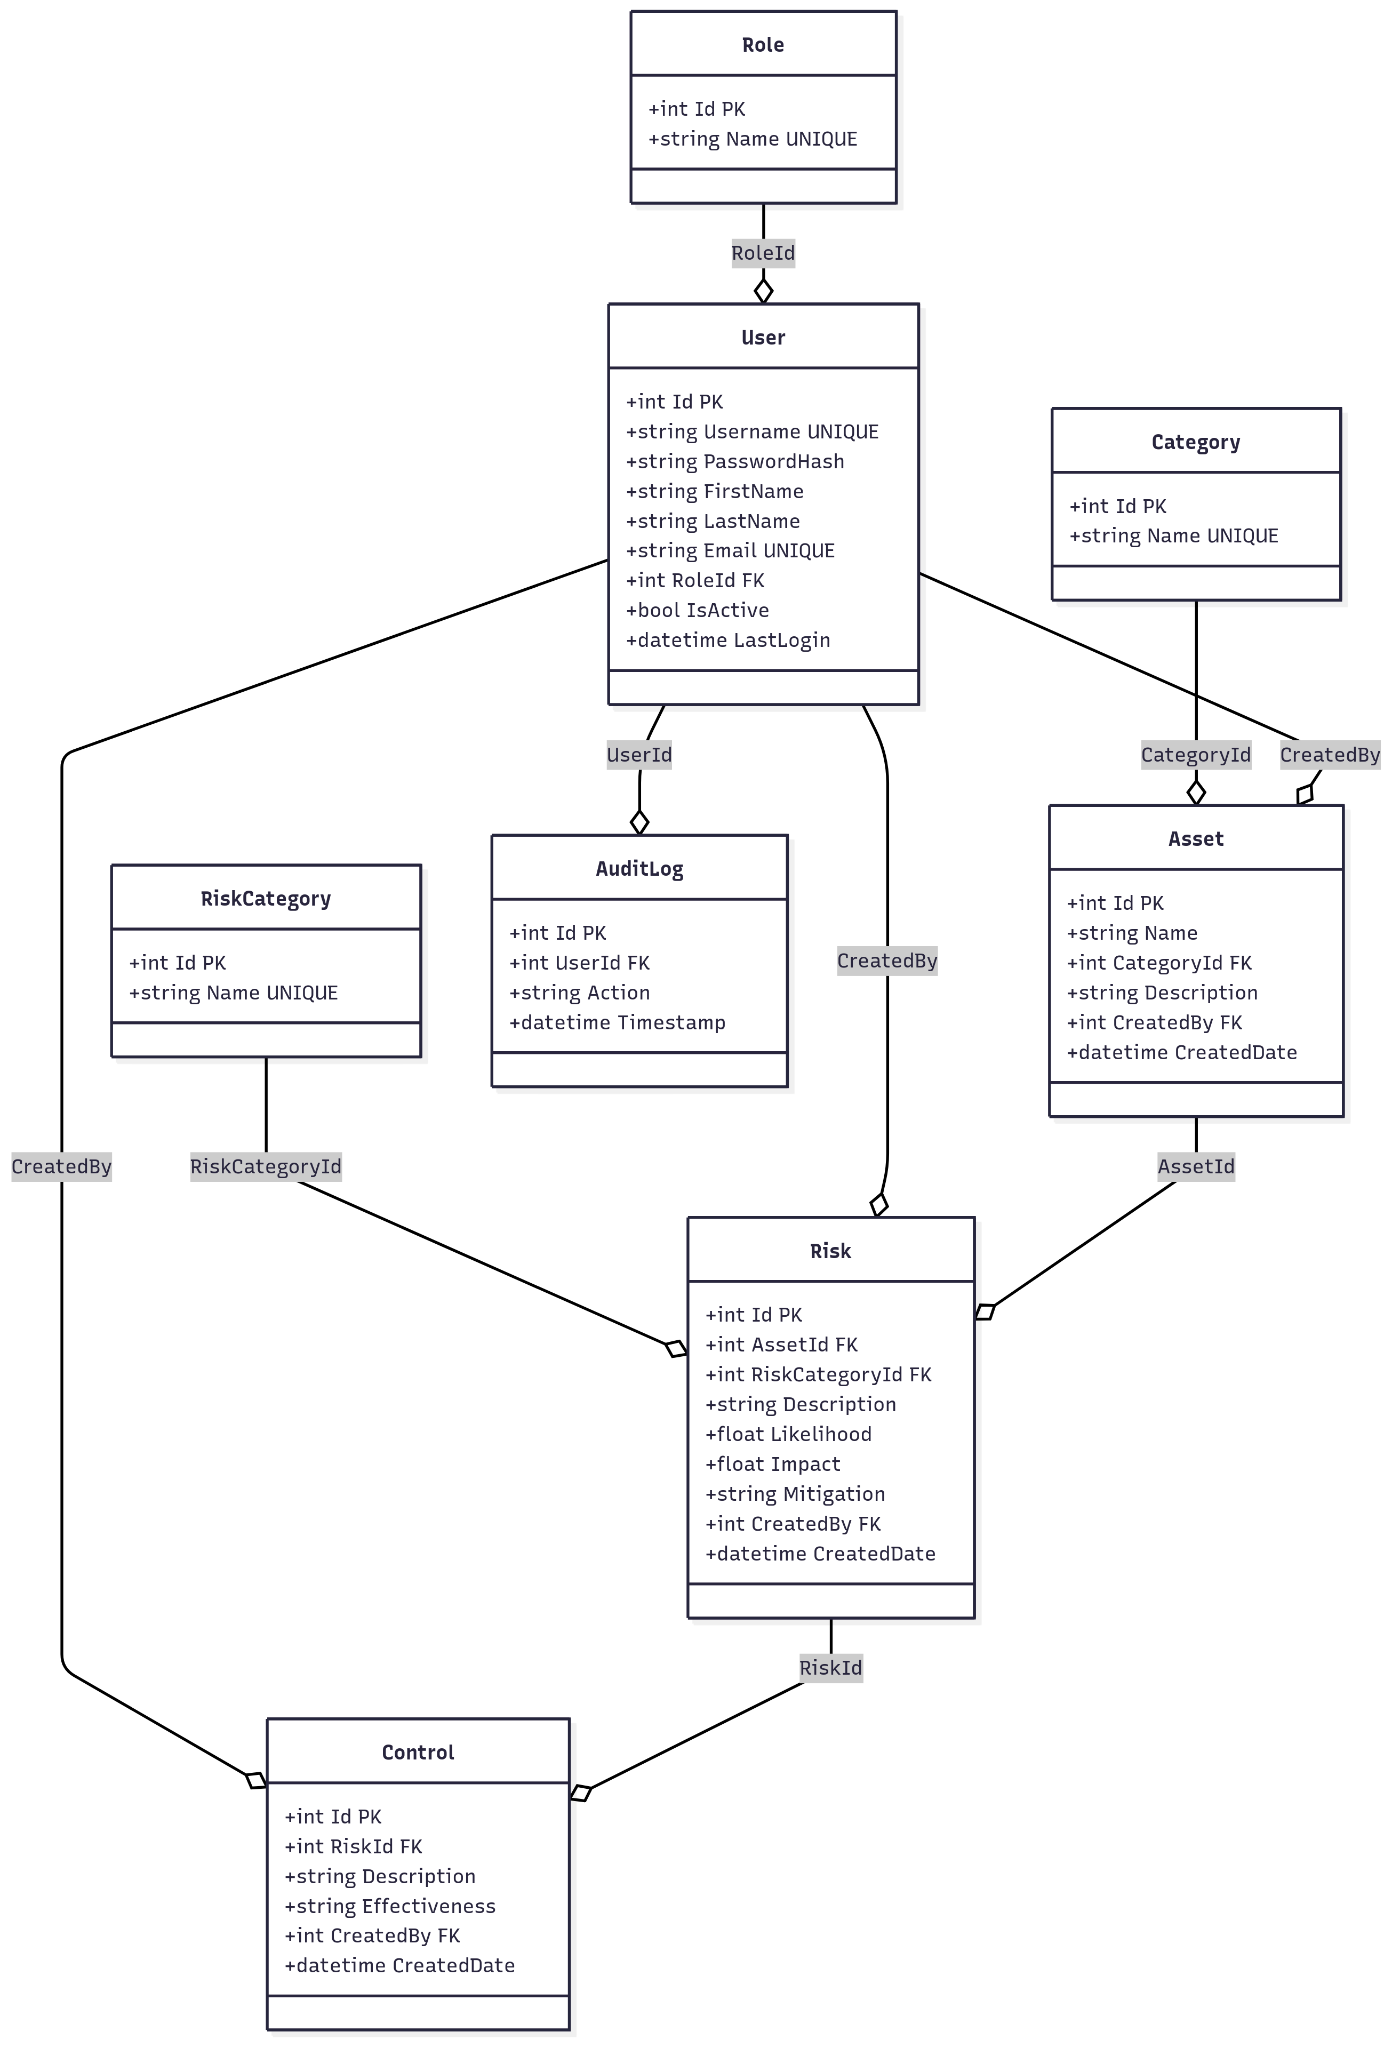 Role
+int Id PK
+string Name UNIQUE
RoleId
User
+int Id PK
+string Username UNIQUE
+string PasswordHash
+string FirstName
+string LastName
+string Email UNIQUE
+int RoleId FK
+bool IsActive
+datetime LastLogin
Category
+int Id PK
+string Name UNIQUE
UserId
CategoryId
CreatedBy
RiskCategory
+int Id PK
+string Name UNIQUE
AuditLog
+int Id PK
+int UserId FK
+string Action
+datetime Timestamp
CreatedBy
Asset
+int Id PK
+string Name
+int CategoryId FK
+string Description
+int CreatedBy FK
+datetime CreatedDate
CreatedBy
RiskCategoryId
AssetId
Risk
+int Id PK
+int AssetId FK
+int RiskCategoryId FK
+string Description
+float Likelihood
+float Impact
+string Mitigation
+int CreatedBy FK
+datetime CreatedDate
RiskId
Control
+int Id PK
+int RiskId FK
+string Description
+string Effectiveness
+int CreatedBy FK
+datetime CreatedDate